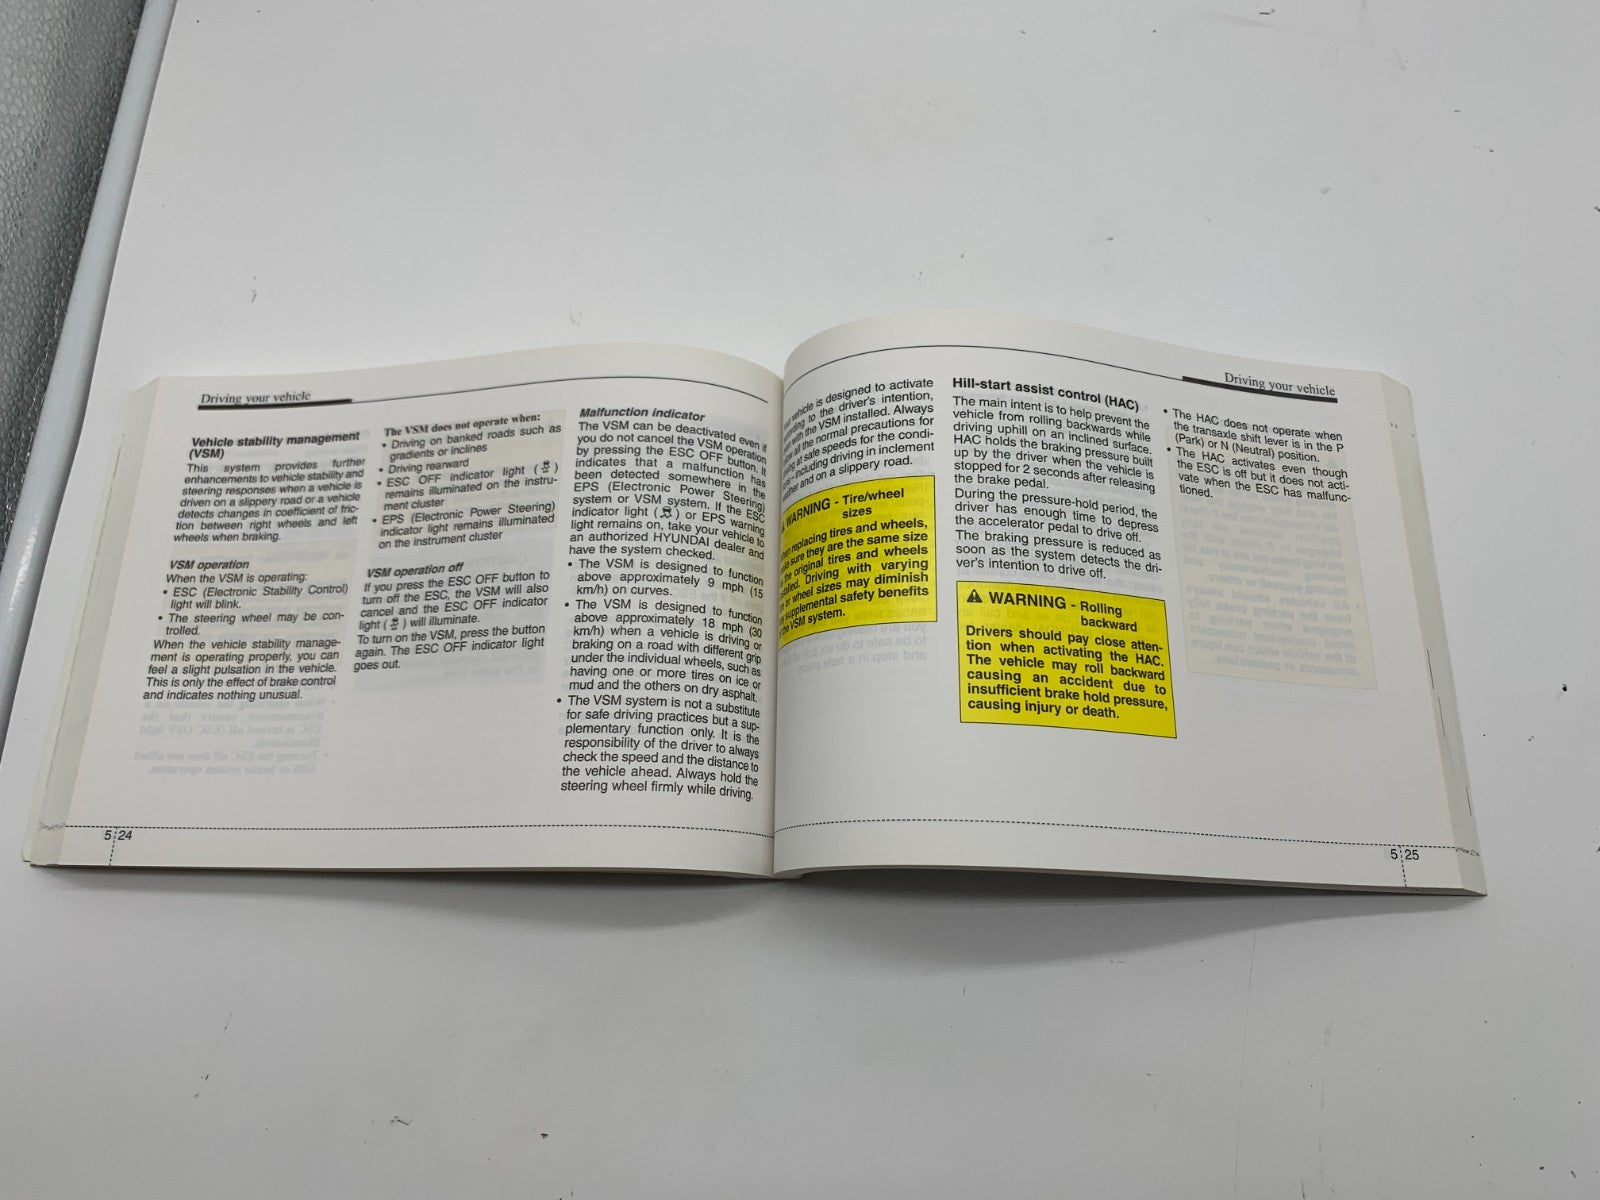 Driving your vehicle
Vehicle stability management
(VSM)
This system provides further
enhancements to vehicle stability and
steering responses when a vehicle is
driven on a slippery road or a vehicle
detects changes in coefficient of fric-
tion between right wheels and left
wheels when braking.
VSM operation
When the VSM is operating:
• ESC (Electronic Stability Control)
light will blink.
• The steering wheel may be con-
trolled.
When the vehicle stability manage-
ment is operating properly, you can
feel a slight pulsation in the vehicle.
This is only the effect of brake control
and indicates nothing unusual.
The VSM does not operate when:
• Driving on banked roads such as
gradients or inclines
• Driving rearward
• ESC OFF indicator light ( )
remains illuminated on the instru-
ment cluster
• EPS (Electronic Power Steering)
indicator light remains illuminated
on the instrument cluster
VSM operation off
If you press the ESC OFF button to
turn off the ESC, the VSM will also
cancel and the ESC OFF indicator
light ( ) will illuminate.
To turn on the VSM, press the button
again. The ESC OFF indicator light
goes out.
Malfunction indicator
The VSM can be deactivated even if
you do not cancel the VSM operation
by pressing the ESC OFF button. It
indicates that a malfunction has
been detected somewhere in the
EPS (Electronic Power Steering)
system or VSM system. If the ESC
indicator light ( ) or EPS warning
light remains on, take your vehicle to
an authorized HYUNDAI dealer and
have the system checked.
• The VSM is designed to function
above approximately 9 mph (15
km/h) on curves.
• The VSM is designed to function
above approximately 18 mph (30
km/h) when a vehicle is driving or
braking on a road with different grip
under the individual wheels, such as
having one or more tires on ice or
mud and the others on dry asphalt.
• The VSM system is not a substitute
for safe driving practices but a sup-
plementary function only. It is the
responsibility of the driver to always
check the speed and the distance to
the vehicle ahead. Always hold the
steering wheel firmly while driving.
5 24
Driving your vehicle
vehicle is designed to activate
to the driver's intention,
with the VSM installed. Always
all the normal precautions for
at safe speeds for the condi-
including driving in inclement
and on a slippery road.
WARNING - Tire/wheel
sizes
replacing tires and wheels,
sure they are the same size
the original tires and wheels
Driving with varying
or wheel sizes may diminish
supplemental safety benefits
the VSM system.
Hill-start assist control (HAC)
The main intent is to help prevent the
vehicle from rolling backwards while
driving uphill on an inclined surface.
HAC holds the braking pressure built
up by the driver when the vehicle is
stopped for 2 seconds after releasing
the brake pedal.
During the pressure-hold period, the
driver has enough time to depress
the accelerator pedal to drive off.
The braking pressure is reduced as
soon as the system detects the dri-
ver's intention to drive off.
WARNING - Rolling
backward
Drivers should pay close atten-
tion when activating the HAC.
The vehicle may roll backward
causing an accident due to
insufficient brake hold pressure,
causing injury or death.
• The HAC does not operate when
the transaxle shift lever is in the P
(Park) or N (Neutral) position.
• The HAC activates even though
the ESC is off but it does not acti-
vate when the ESC has malfunc-
tioned.
5 25